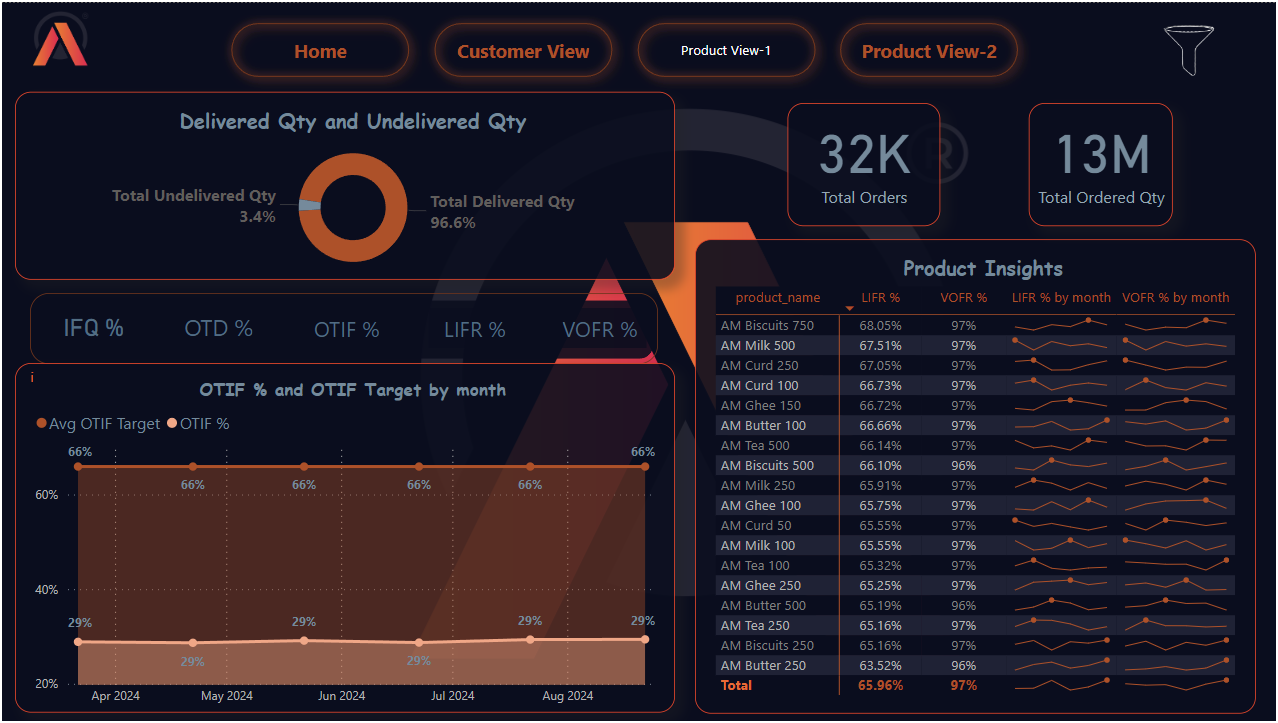 Home
Customer View
Product View-1
Product View-2
Delivered Qty and Undelivered Qty
Total Undelivered Qty
3.4%
Total Delivered Qty
96.6%
32K
Total Orders
13M
Total Ordered Qty
®
IFQ % OTD % OTIF % LIFR % VOFR %
i
OTIF % and OTIF Target by month
Avg OTIF Target OTIF %
66% 66%
66% 66% 66% 66%
60%
40%
29% 29% 29% 29%
29% 29%
20%
Apr 2024 May 2024 Jun 2024 Jul 2024 Aug 2024
Product Insights
product_name LIFR % VOFR % LIFR % by month VOFR % by month
AM Biscuits 750 68.05% 97%
AM Milk 500 67.51% 97%
AM Curd 250 67.05% 97%
AM Curd 100 66.73% 97%
AM Ghee 150 66.72% 97%
AM Butter 100 66.66% 97%
AM Tea 500 66.14% 97%
AM Biscuits 500 66.10% 96%
AM Milk 250 65.91% 97%
AM Ghee 100 65.75% 97%
AM Curd 50 65.55% 97%
AM Milk 100 65.55% 97%
AM Tea 100 65.32% 97%
AM Ghee 250 65.25% 97%
AM Butter 500 65.19% 96%
AM Tea 250 65.16% 97%
AM Biscuits 250 65.16% 97%
AM Butter 250 63.52% 96%
Total 65.96% 97%